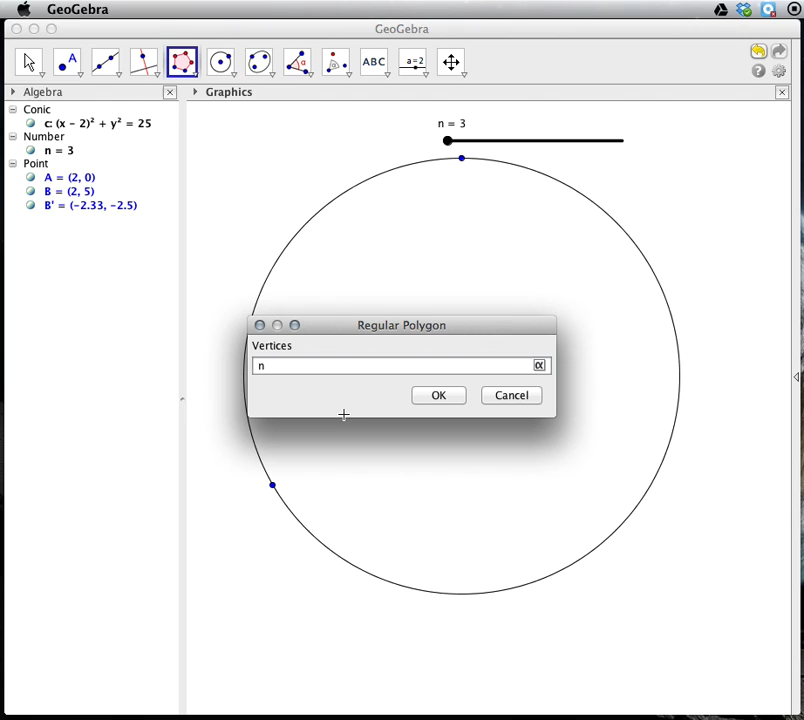 GeoGebra
GeoGebra
A
α
ABC
a=2
Algebra
Graphics
Conic
c: (x − 2)² + y² = 25
Number
n = 3
Point
A = (2, 0)
B = (2, 5)
B' = (−2.33, −2.5)
n = 3
Regular Polygon
Vertices
n
α
OK
Cancel